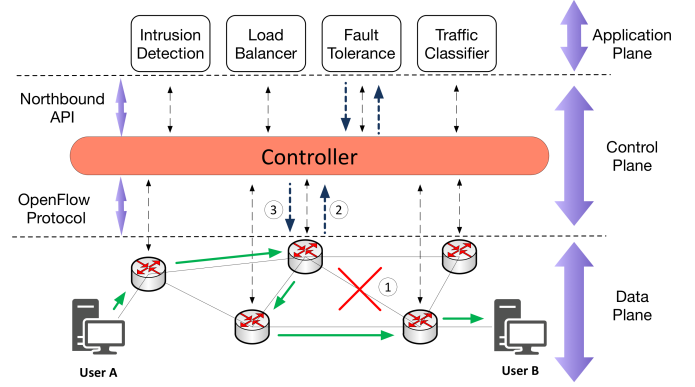 Intrusion
Detection
Load
Balancer
Fault
Tolerance
Traffic
Classifier
Application
Plane
Northbound
API
Controller
Control
Plane
OpenFlow
Protocol
3
2
1
Data
Plane
User A
User B